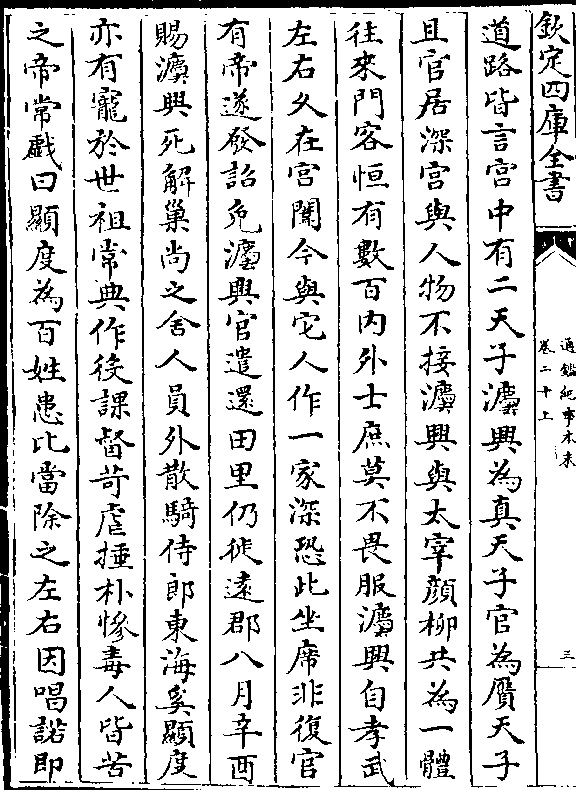 欽定四庫全書
通鑑紀事本末
卷二十上
三
道路皆言宮中有二天子灋興為真天子官為贋天子
且官居深宮與人物不接灋興與太宰顔柳共為一體
往來門客恒有數百内外士庶莫不畏服灋興自孝武
左右久在宮闈今與它人作一家深恐此坐席非復官
有帝遂發詔免灋興官遣還田里仍徙遠郡八月辛酉
賜灋興死解巢尚之舍人員外散騎侍郎東海奚顯度
亦有寵於世祖常典作役課督苛虐捶朴慘毒人皆苦
之帝常戲曰顯度為百姓患比當除之左右因唱諾即